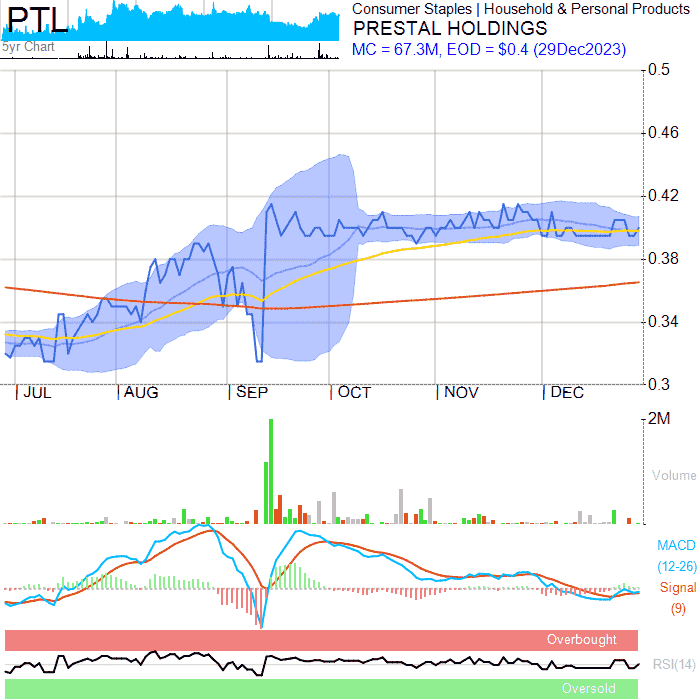 PTL
5yr Chart
Consumer Staples | Household & Personal Products
PRESTAL HOLDINGS
MC = 67.3M, EOD = $0.4 (29Dec2023)
0.5
0.46
0.42
0.38
0.34
0.3
JUL AUG SEP OCT NOV DEC
2M
Volume
MACD
(12-26)
Signal
(9)
Overbought
RSI(14)
Oversold